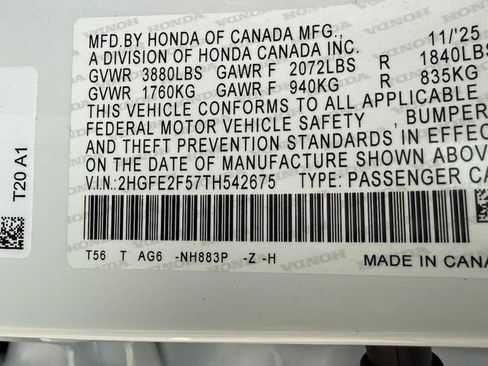 MFD.BY HONDA OF CANADA MFG., 11/'25
A DIVISION OF HONDA CANADA INC.
GVWR 3880LBS GAWR F 2072LBS R 1840LBS
GVWR 1760KG GAWR F 940KG R 835KG
THIS VEHICLE CONFORMS TO ALL APPLICABLE
FEDERAL MOTOR VEHICLE SAFETY , BUMPER
AND THEFT PREVENTION STANDARDS IN EFFEC
ON THE DATE OF MANUFACTURE SHOWN ABOVE
V.I.N.:2HGFE2F57TH542675 TYPE: PASSENGER CA
T56 T AG6 -NH883P -Z -H
MADE IN CANA
T20 A1